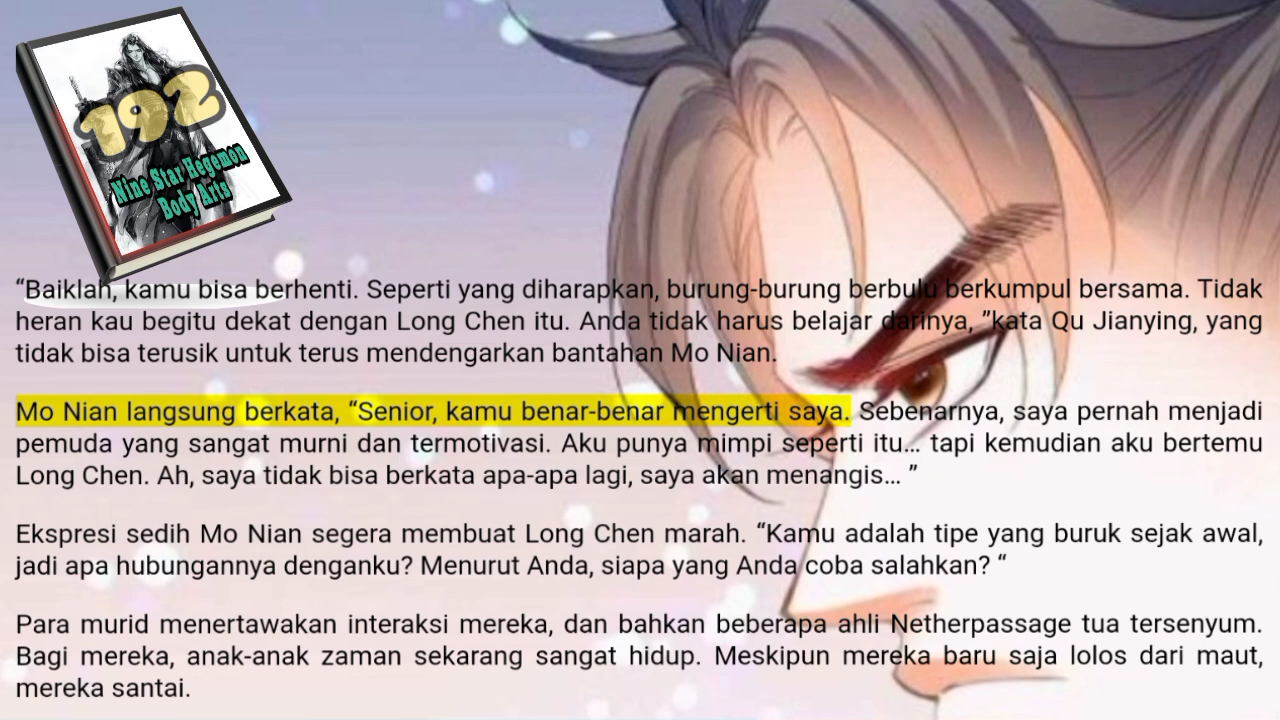 192
Nine Star Hegemon
Body Arts
“Baiklah, kamu bisa berhenti. Seperti yang diharapkan, burung-burung berbulu berkumpul bersama. Tidak
heran kau begitu dekat dengan Long Chen itu. Anda tidak harus belajar darinya, ”kata Qu Jianying, yang
tidak bisa terusik untuk terus mendengarkan bantahan Mo Nian.
Mo Nian langsung berkata, “Senior, kamu benar-benar mengerti saya. Sebenarnya, saya pernah menjadi
pemuda yang sangat murni dan termotivasi. Aku punya mimpi seperti itu… tapi kemudian aku bertemu
Long Chen. Ah, saya tidak bisa berkata apa-apa lagi, saya akan menangis… ”
Ekspresi sedih Mo Nian segera membuat Long Chen marah. “Kamu adalah tipe yang buruk sejak awal,
jadi apa hubungannya denganku? Menurut Anda, siapa yang Anda coba salahkan? “
Para murid menertawakan interaksi mereka, dan bahkan beberapa ahli Netherpassage tua tersenyum.
Bagi mereka, anak-anak zaman sekarang sangat hidup. Meskipun mereka baru saja lolos dari maut,
mereka santai.